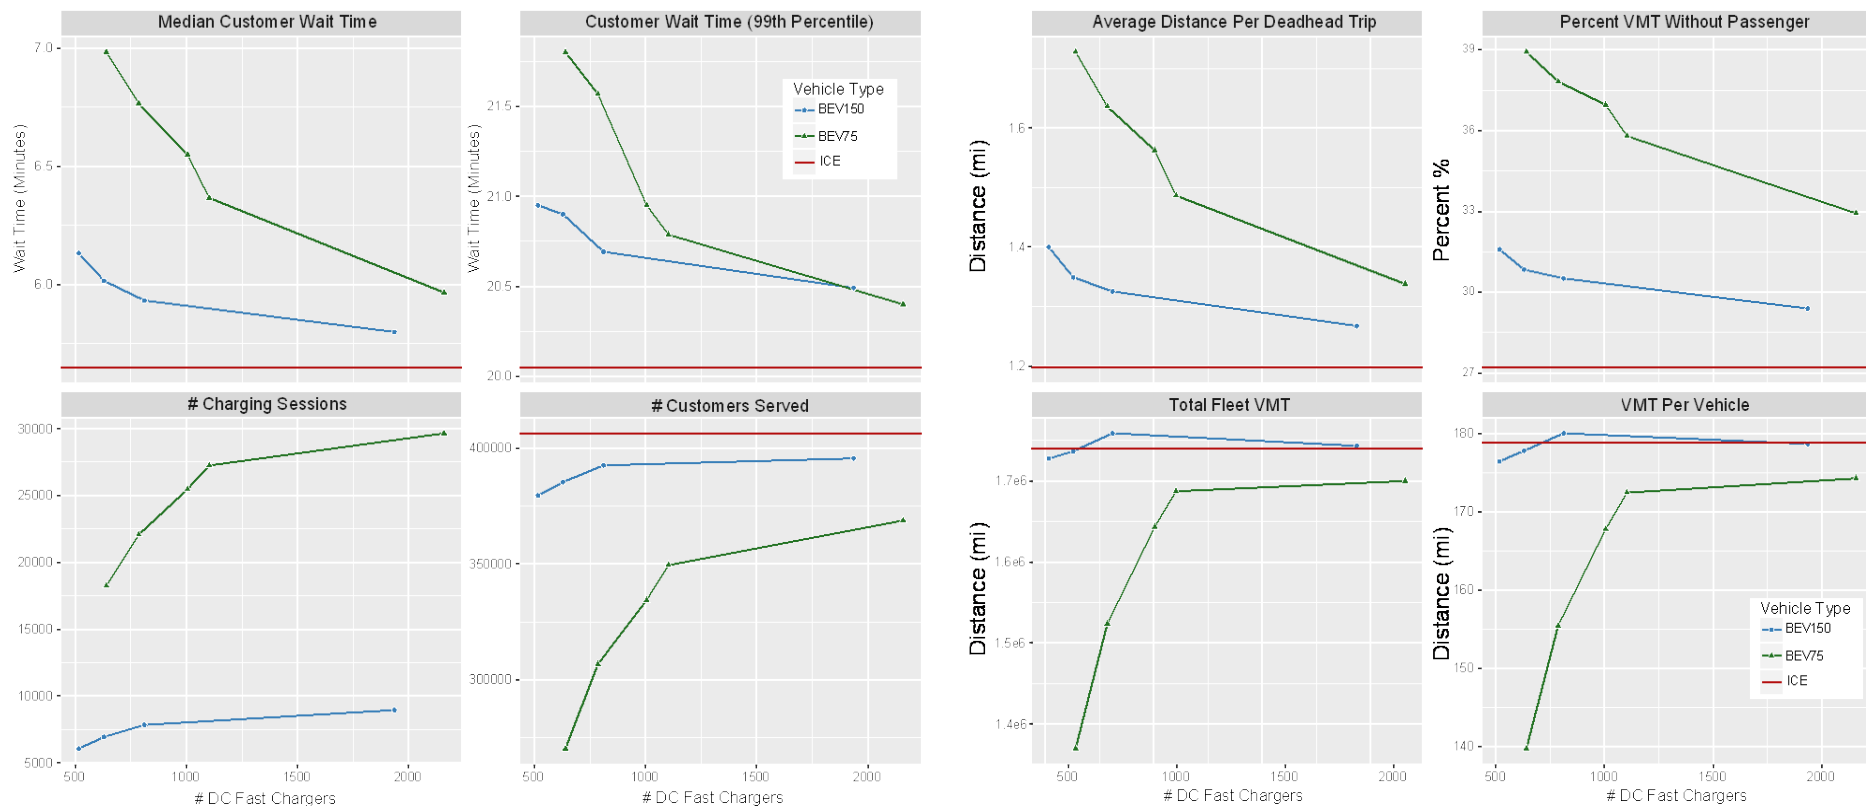 Median Customer Wait Time
Customer Wait Time (99th Percentile)
Average Distance Per Deadhead Trip
Percent VMT Without Passenger
Wait Time (Minutes)
7.0
6.5
6.0
Wait Time (Minutes)
21.5
21.0
20.5
20.0
Vehicle Type
BEV150
BEV75
ICE
Distance (mi)
1.6
1.4
1.2
Percent %
39
36
33
30
27
# Charging Sessions
# Customers Served
Total Fleet VMT
VMT Per Vehicle
30000
25000
20000
15000
10000
5000
400000
350000
300000
Distance (mi)
1.7e6
1.6e6
1.5e6
1.4e6
Distance (mi)
180
170
160
150
140
Vehicle Type
BEV150
BEV75
ICE
500 1000 1500 2000
500 1000 1500 2000
500 1000 1500 2000
500 1000 1500 2000
# DC Fast Chargers
# DC Fast Chargers
# DC Fast Chargers
# DC Fast Chargers